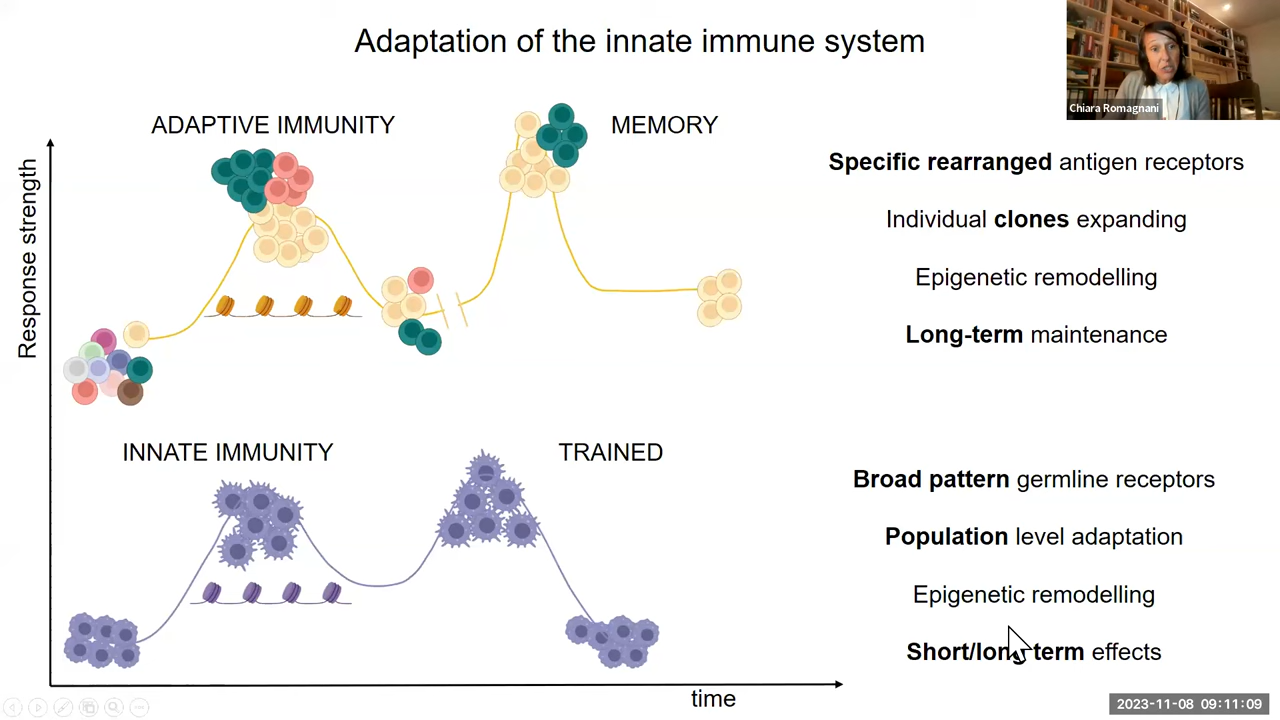 Adaptation of the innate immune system
Chiara Romagnani
ADAPTIVE IMMUNITY
MEMORY
Response strength
Specific rearranged antigen receptors
Individual clones expanding
Epigenetic remodelling
Long-term maintenance
INNATE IMMUNITY
TRAINED
Broad pattern germline receptors
Population level adaptation
Epigenetic remodelling
Short/long-term effects
time
2023-11-08 09:11:09